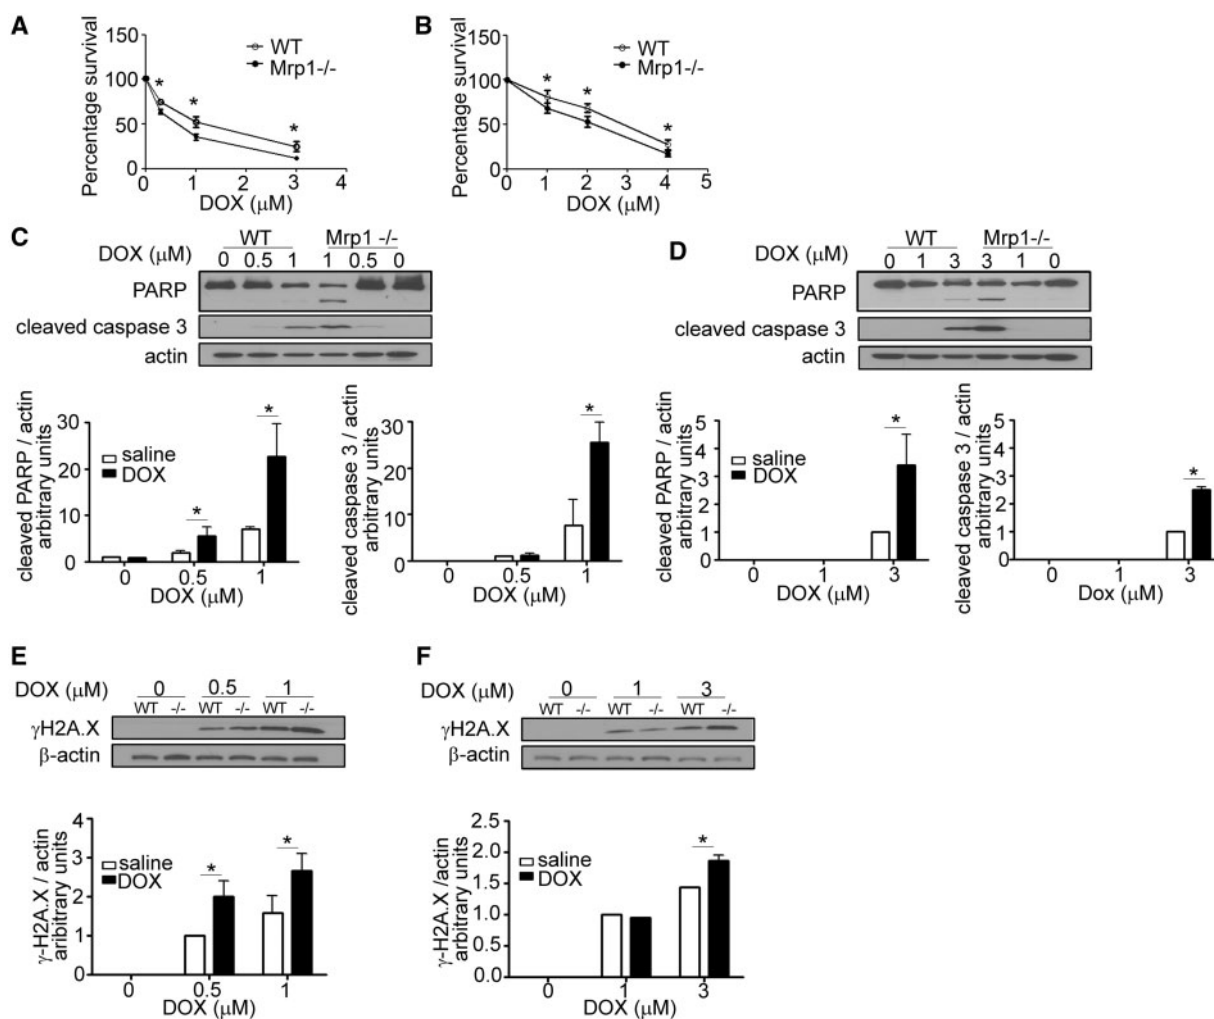 A
150
100
50
0
Percentage survival
WT
Mrp1-/-
*
*
*
0 1 2 3 4
DOX (μM)
B
150
100
50
0
Percentage survival
WT
Mrp1-/-
*
*
*
0 1 2 3 4 5
DOX (μM)
C
WT Mrp1 -/-
DOX (μM) 0 0.5 1 1 0.5 0
PARP
cleaved caspase 3
actin
cleaved PARP / actin
arbitrary units
30
20
10
0
saline
DOX
*
*
0 0.5 1
DOX (μM)
cleaved caspase 3 / actin
arbitrary units
30
20
10
0
*
0 0.5 1
DOX (μM)
D
WT Mrp1-/-
DOX (μM) 0 1 3 3 1 0
PARP
cleaved caspase 3
actin
cleaved PARP / actin
arbitrary units
5
4
3
2
1
0
saline
DOX
*
0 1 3
DOX (μM)
cleaved caspase 3 / actin
arbitrary units
5
4
3
2
1
0
*
0 1 3
Dox (μM)
E
DOX (μM) 0 0.5 1
WT -/- WT -/- WT -/-
γH2A.X
β-actin
γ-H2A.X / actin
aribitrary units
4
3
2
1
0
saline
DOX
*
*
0 0.5 1
DOX (μM)
F
DOX (μM) 0 1 3
WT -/- WT -/- WT -/-
γH2A.X
β-actin
γ-H2A.X /actin
arbitrary units
2.5
2.0
1.5
1.0
0.5
0.0
saline
DOX
*
0 1 3
DOX (μM)